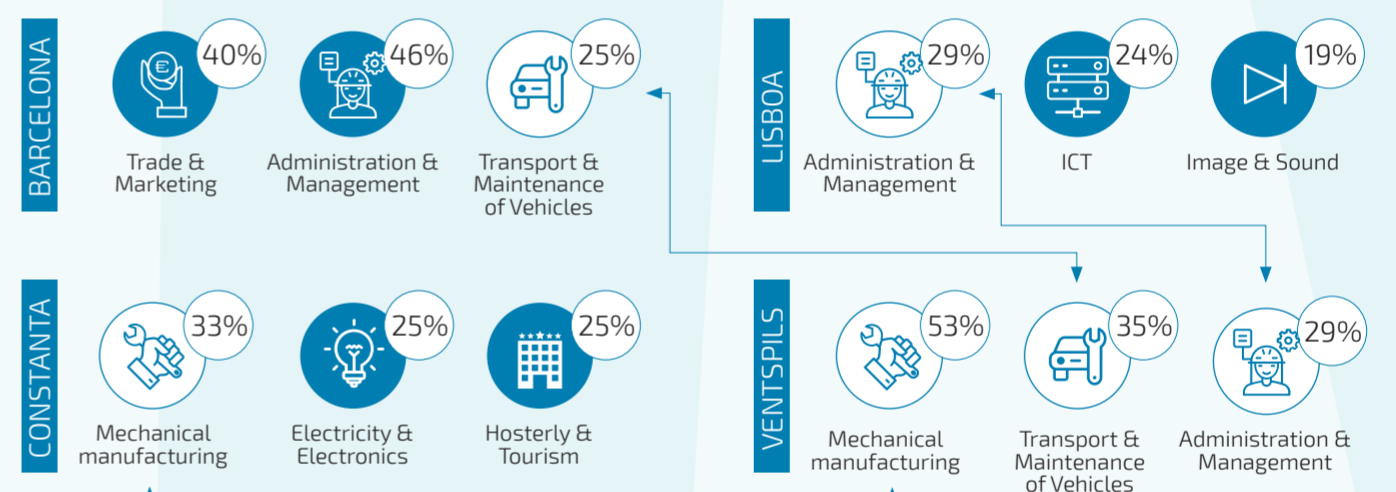 BARCELONA
40%
Trade &
Marketing
46%
Administration &
Management
25%
Transport &
Maintenance
of Vehicles
LISBOA
29%
Administration &
Management
24%
ICT
19%
Image & Sound
CONSTANTA
33%
Mechanical
manufacturing
25%
Electricity &
Electronics
25%
Hosterly &
Tourism
VENTSPILS
53%
Mechanical
manufacturing
35%
Transport &
Maintenance
of Vehicles
29%
Administration &
Management